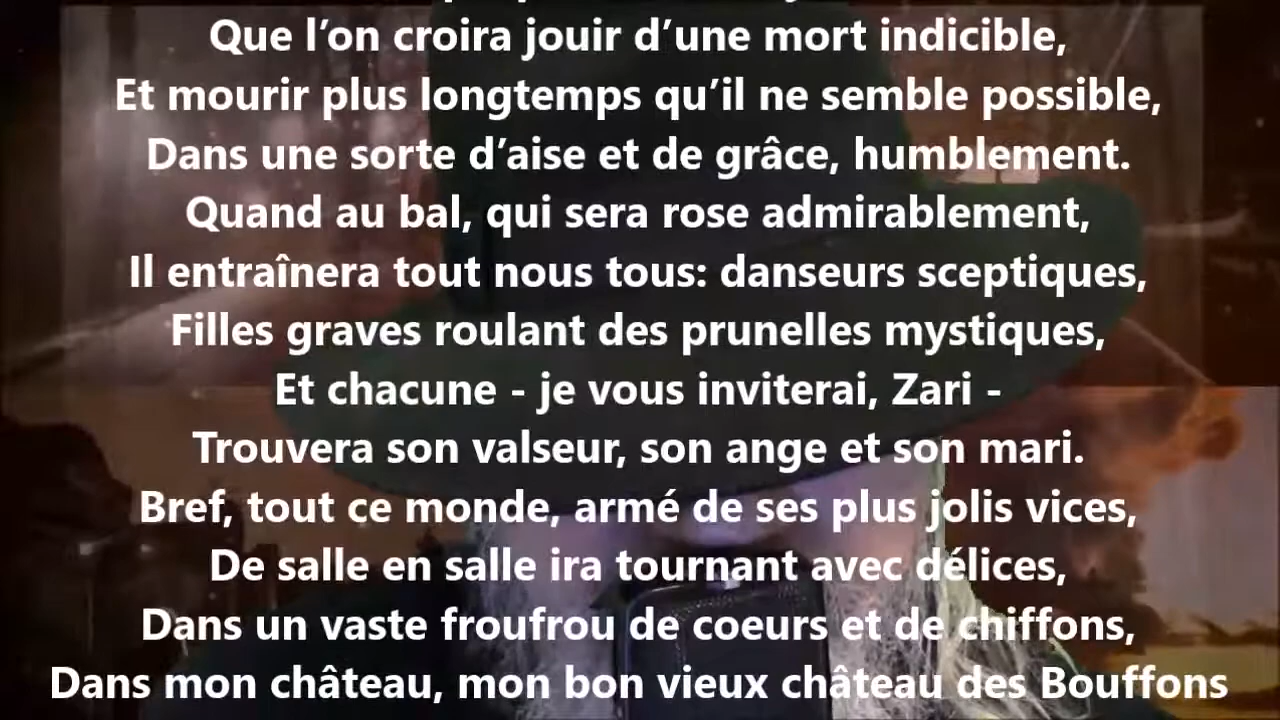 Que l’on croira jouir d’une mort indicible,
Et mourir plus longtemps qu’il ne semble possible,
Dans une sorte d’aise et de grâce, humblement.
Quand au bal, qui sera rose admirablement,
Il entraînera tout nous tous: danseurs sceptiques,
Filles graves roulant des prunelles mystiques,
Et chacune - je vous inviterai, Zari -
Trouvera son valseur, son ange et son mari.
Bref, tout ce monde, armé de ses plus jolis vices,
De salle en salle ira tournant avec délices,
Dans un vaste froufrou de coeurs et de chiffons,
Dans mon château, mon bon vieux château des Bouffons